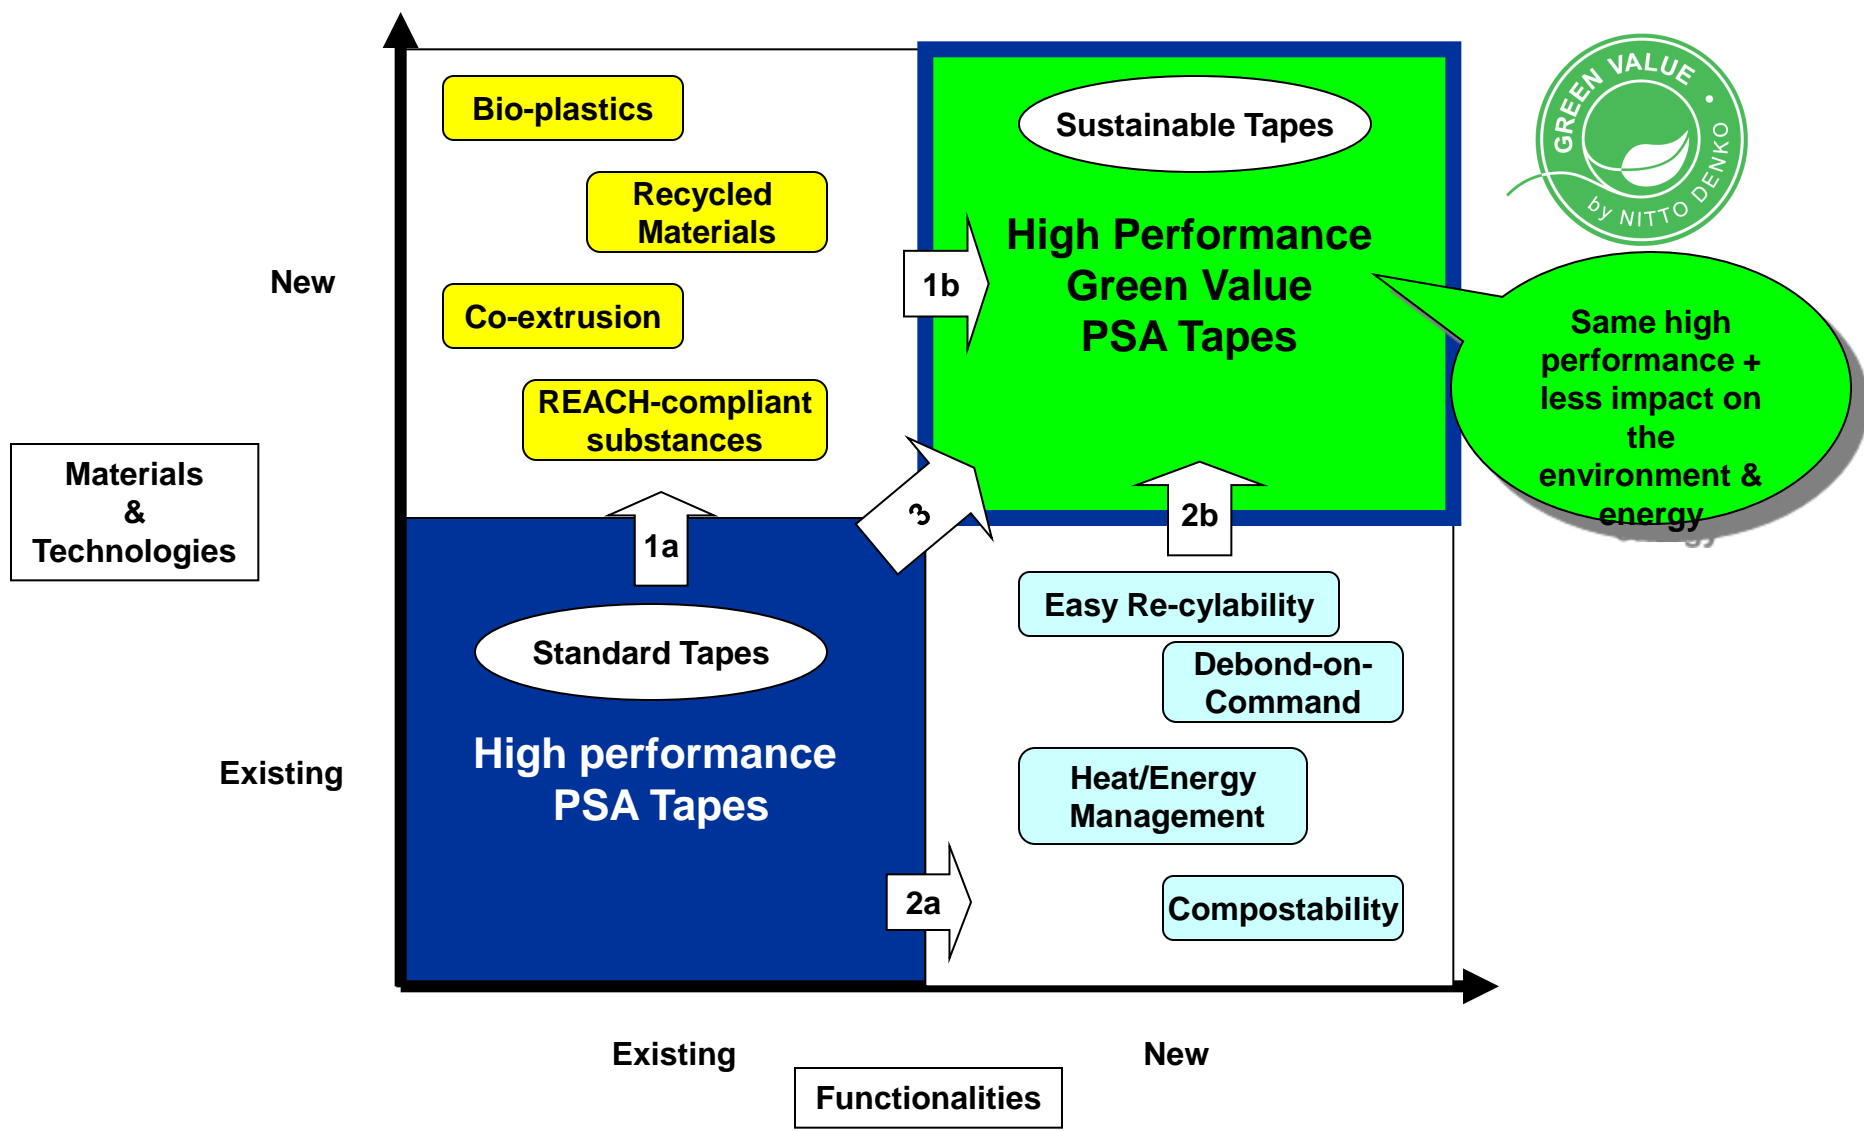 Bio-plastics
Recycled
Materials
Co-extrusion
REACH-compliant
substances
Sustainable Tapes
High Performance
Green Value
PSA Tapes
GREEN VALUE •
by NITTO DENKO
Same high
performance +
less impact on
the
environment &
energy
New
1b
Materials
&
Technologies
1a
3
2b
Standard Tapes
High performance
PSA Tapes
Existing
2a
Easy Re-cylability
Debond-on-
Command
Heat/Energy
Management
Compostability
Existing
New
Functionalities